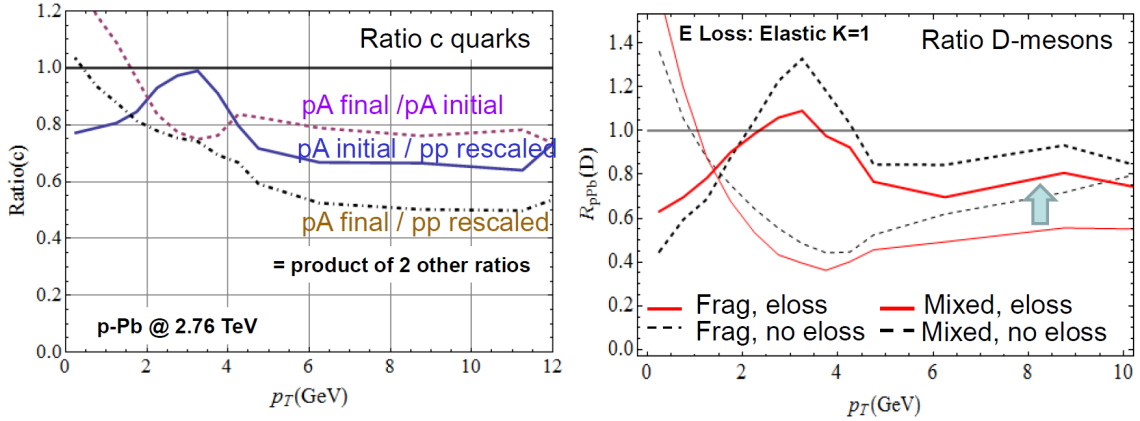 Ratio c quarks
pA final /pA initial
pA initial / pp rescaled
pA final / pp rescaled
= product of 2 other ratios
p-Pb @ 2.76 TeV
Ratio(c)
1.2
1.0
0.8
0.6
0.4
0.2
0.0
0 2 4 6 8 10 12
pT(GeV)
E Loss: Elastic K=1
Ratio D-mesons
RpPb(D)
1.4
1.2
1.0
0.8
0.6
0.4
0.2
0.0
Frag, eloss
Mixed, eloss
Frag, no eloss
Mixed, no eloss
0 2 4 6 8 10
pT(GeV)